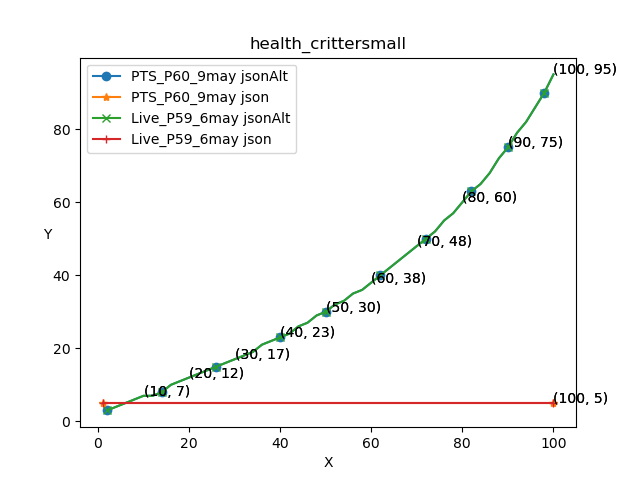 health_crittersmall
PTS_P60_9may jsonAlt
PTS_P60_9may json
Live_P59_6may jsonAlt
Live_P59_6may json
(100, 95)
(90, 75)
(80, 60)
(70, 48)
(60, 38)
(50, 30)
(40, 23)
(30, 17)
(20, 12)
(10, 7)
(100, 5)
Y
80
60
40
20
0
0 20 40 60 80 100
X